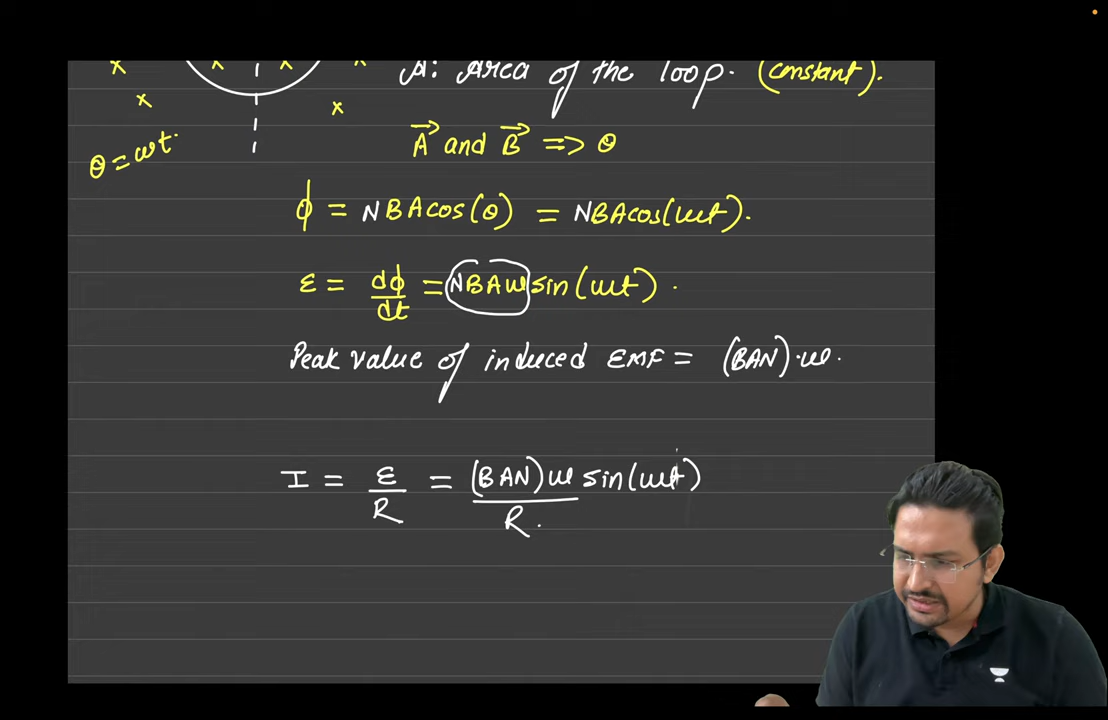 A: Area of the loop. (constant).
A⃗ and B⃗ => θ
θ = ωt
ϕ = NBAcos(θ) = NBAcos(ωt).
ε = dϕ/dt = NBAω sin(ωt).
Peak value of induced EMF = (BAN)·ω.
I = ε/R = (BAN)ω/R. sin(ωt)